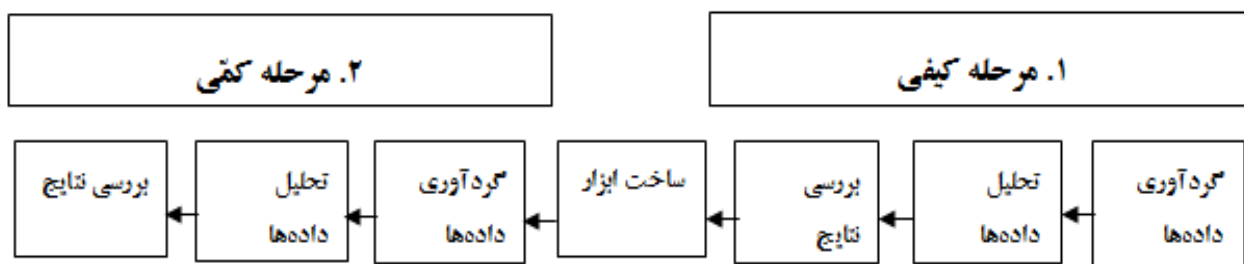 ۱. مرحله کیفی
۲. مرحله کمّی
گردآوری
داده‌ها
تحلیل
داده‌ها
بررسی
نتایج
ساخت ابزار
گردآوری
داده‌ها
تحلیل
داده‌ها
بررسی نتایج